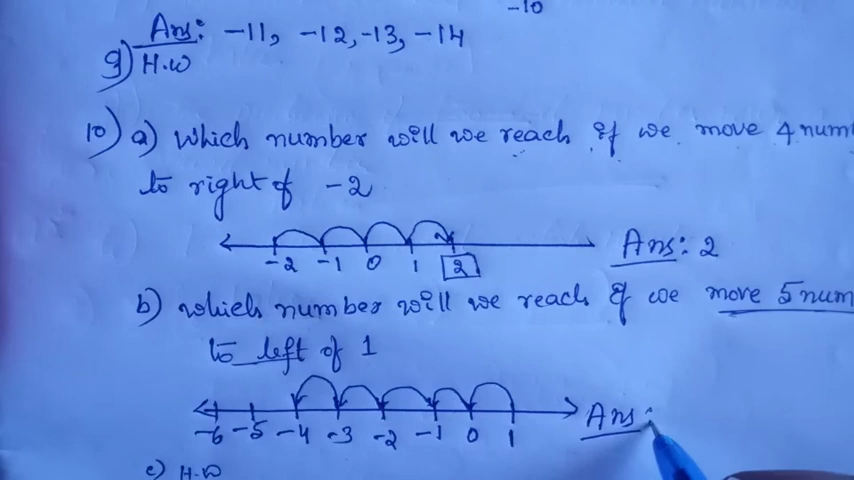 -10
Ans: -11, -12, -13, -14
9) H.W
10) a) which number will we reach if we move 4 num
to right of -2
-2 -1 0 1 2 Ans: 2
b) which number will we reach if we move 5 num
to left of 1
-6 -5 -4 -3 -2 -1 0 1 Ans:
c) H.W